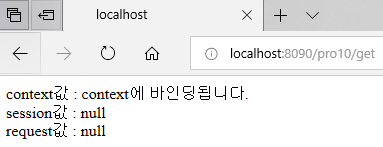 localhost
localhost:8090/pro10/get
context값 : context에 바인딩됩니다.
session값 : null
request값 : null